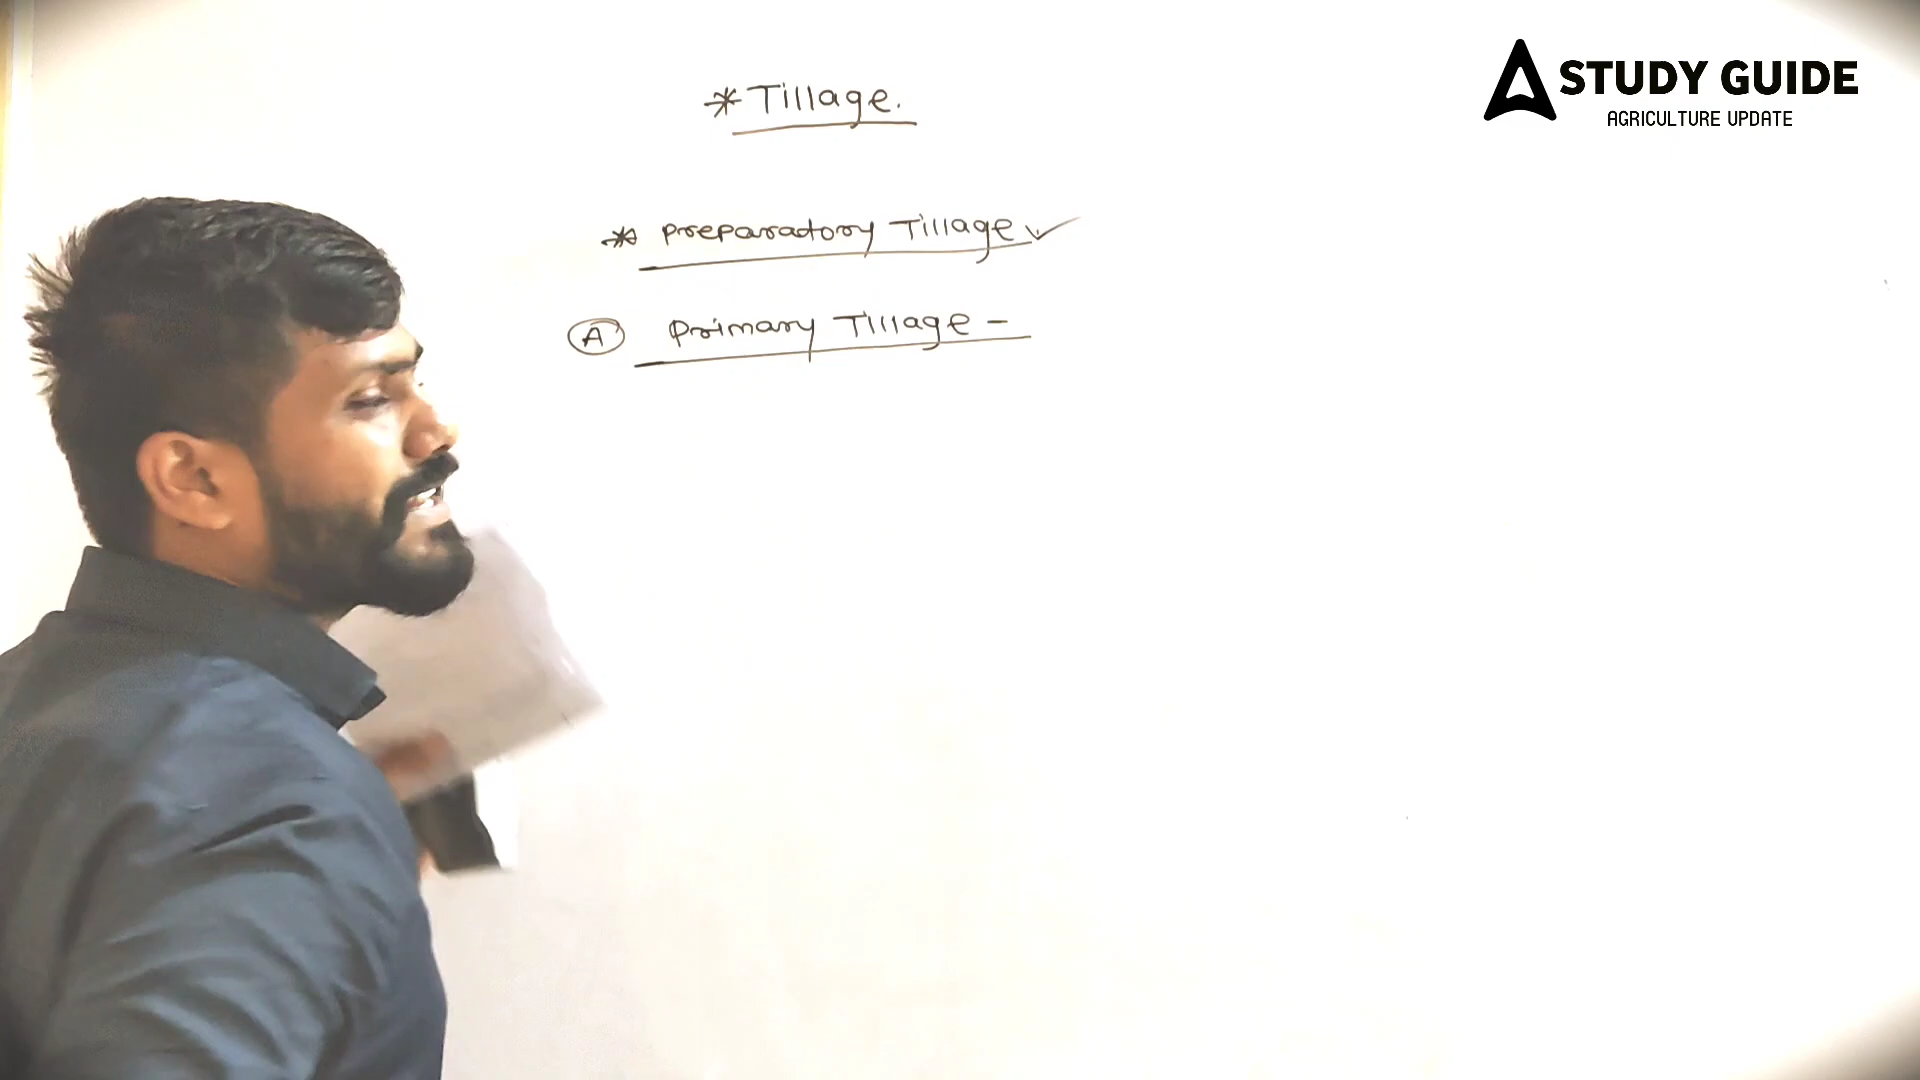 * Tillage.
A STUDY GUIDE
AGRICULTURE UPDATE
* Preparatory Tillage ✓
A Primary Tillage -